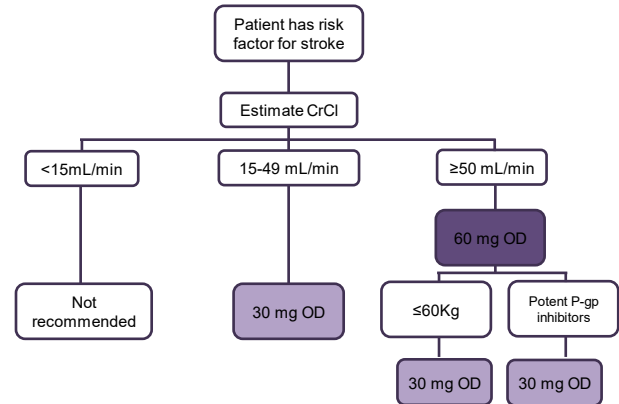 Patient has risk
factor for stroke
Estimate CrCl
<15mL/min
15-49 mL/min
≥50 mL/min
60 mg OD
Not
recommended
30 mg OD
≤60Kg
Potent P-gp
inhibitors
30 mg OD
30 mg OD